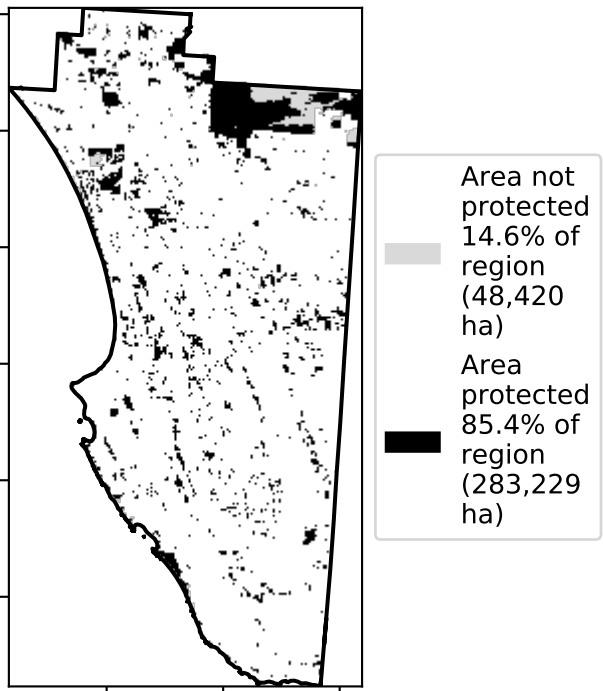 Area not
protected
14.6% of
region
(48,420
ha)
Area
protected
85.4% of
region
(283,229
ha)